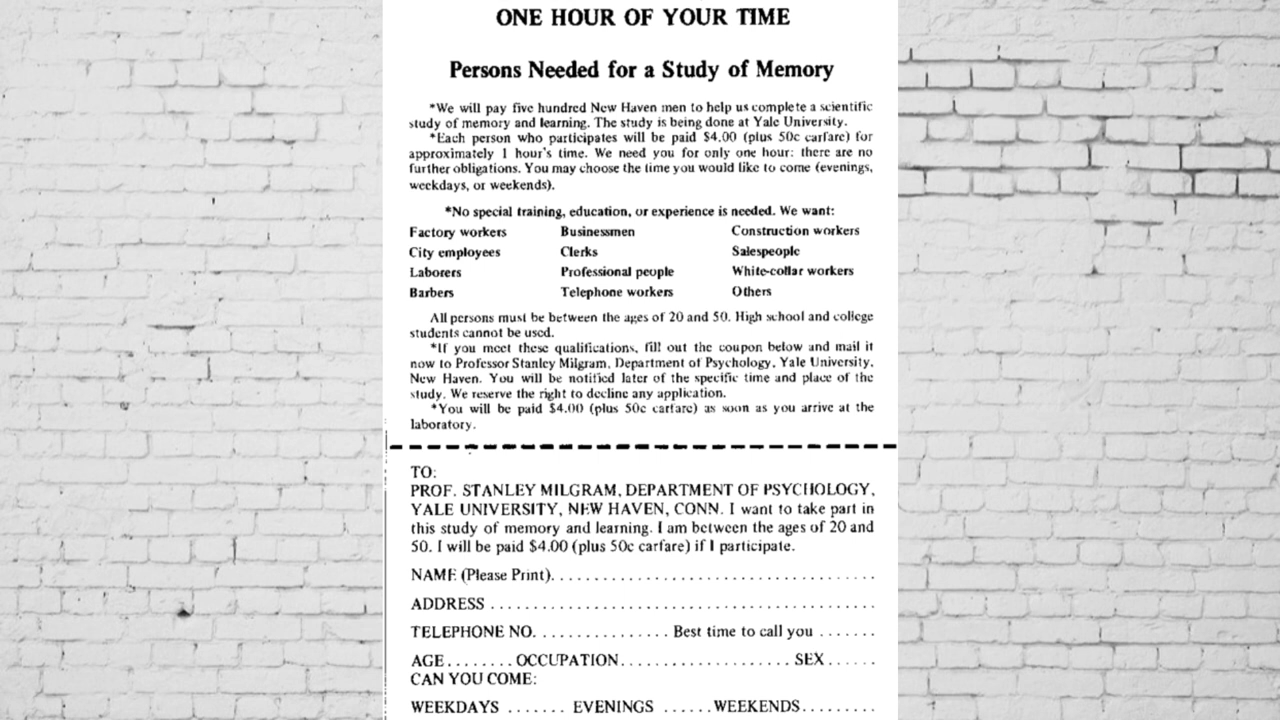 ONE HOUR OF YOUR TIME
Persons Needed for a Study of Memory
*We will pay five hundred New Haven men to help us complete a scientific
study of memory and learning. The study is being done at Yale University.
*Each person who participates will be paid $4.00 (plus 50c carfare) for
approximately 1 hour's time. We need you for only one hour: there are no
further obligations. You may choose the time you would like to come (evenings,
weekdays, or weekends).
*No special training, education, or experience is needed. We want:
Factory workers Businessmen Construction workers
City employees Clerks Salespeople
Laborers Professional people White-collar workers
Barbers Telephone workers Others
All persons must be between the ages of 20 and 50. High school and college
students cannot be used.
*If you meet these qualifications, fill out the coupon below and mail it
now to Professor Stanley Milgram, Department of Psychology, Yale University,
New Haven. You will be notified later of the specific time and place of the
study. We reserve the right to decline any application.
*You will be paid $4.00 (plus 50c carfare) as soon as you arrive at the
laboratory.
TO:
PROF. STANLEY MILGRAM, DEPARTMENT OF PSYCHOLOGY,
YALE UNIVERSITY, NEW HAVEN, CONN. I want to take part in
this study of memory and learning. I am between the ages of 20 and
50. I will be paid $4.00 (plus 50c carfare) if I participate.
NAME (Please Print). . . . . . . . . . . . . . . . . . . . . . . . . . . . . . . . . . . . .
ADDRESS . . . . . . . . . . . . . . . . . . . . . . . . . . . . . . . . . . . . . . . . . . . .
TELEPHONE NO. . . . . . . . . . . . . . . . Best time to call you . . . . . . .
AGE . . . . . . . . OCCUPATION . . . . . . . . . . . . . . . . . . . . SEX . . . . . .
CAN YOU COME:
WEEKDAYS . . . . . . . EVENINGS . . . . . . WEEKENDS . . . . . . . . .